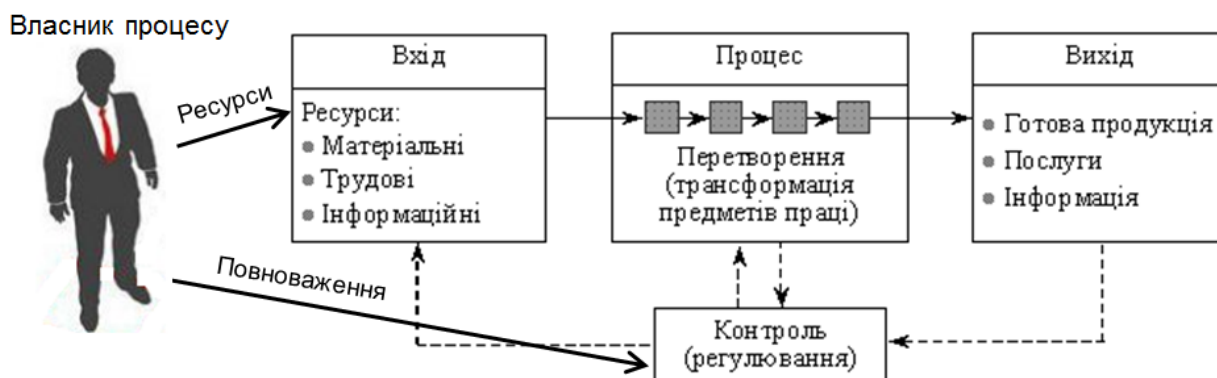 Власник процесу
Ресурси
Вхід
Ресурси:
Матеріальні
Трудові
Інформаційні
Процес
Перетворення
(трансформація
предметів праці)
Вихід
Готова продукція
Послуги
Інформація
Повноваження
Контроль
(регулювання)